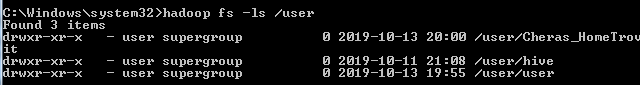 C:\Windows\system32>hadoop fs -ls /user
Found 3 items
drwxr-xr-x   - user supergroup          0 2019-10-13 20:00 /user/Cheras_HomeTrov
it
drwxr-xr-x   - user supergroup          0 2019-10-11 21:08 /user/hive
drwxr-xr-x   - user supergroup          0 2019-10-13 19:55 /user/user